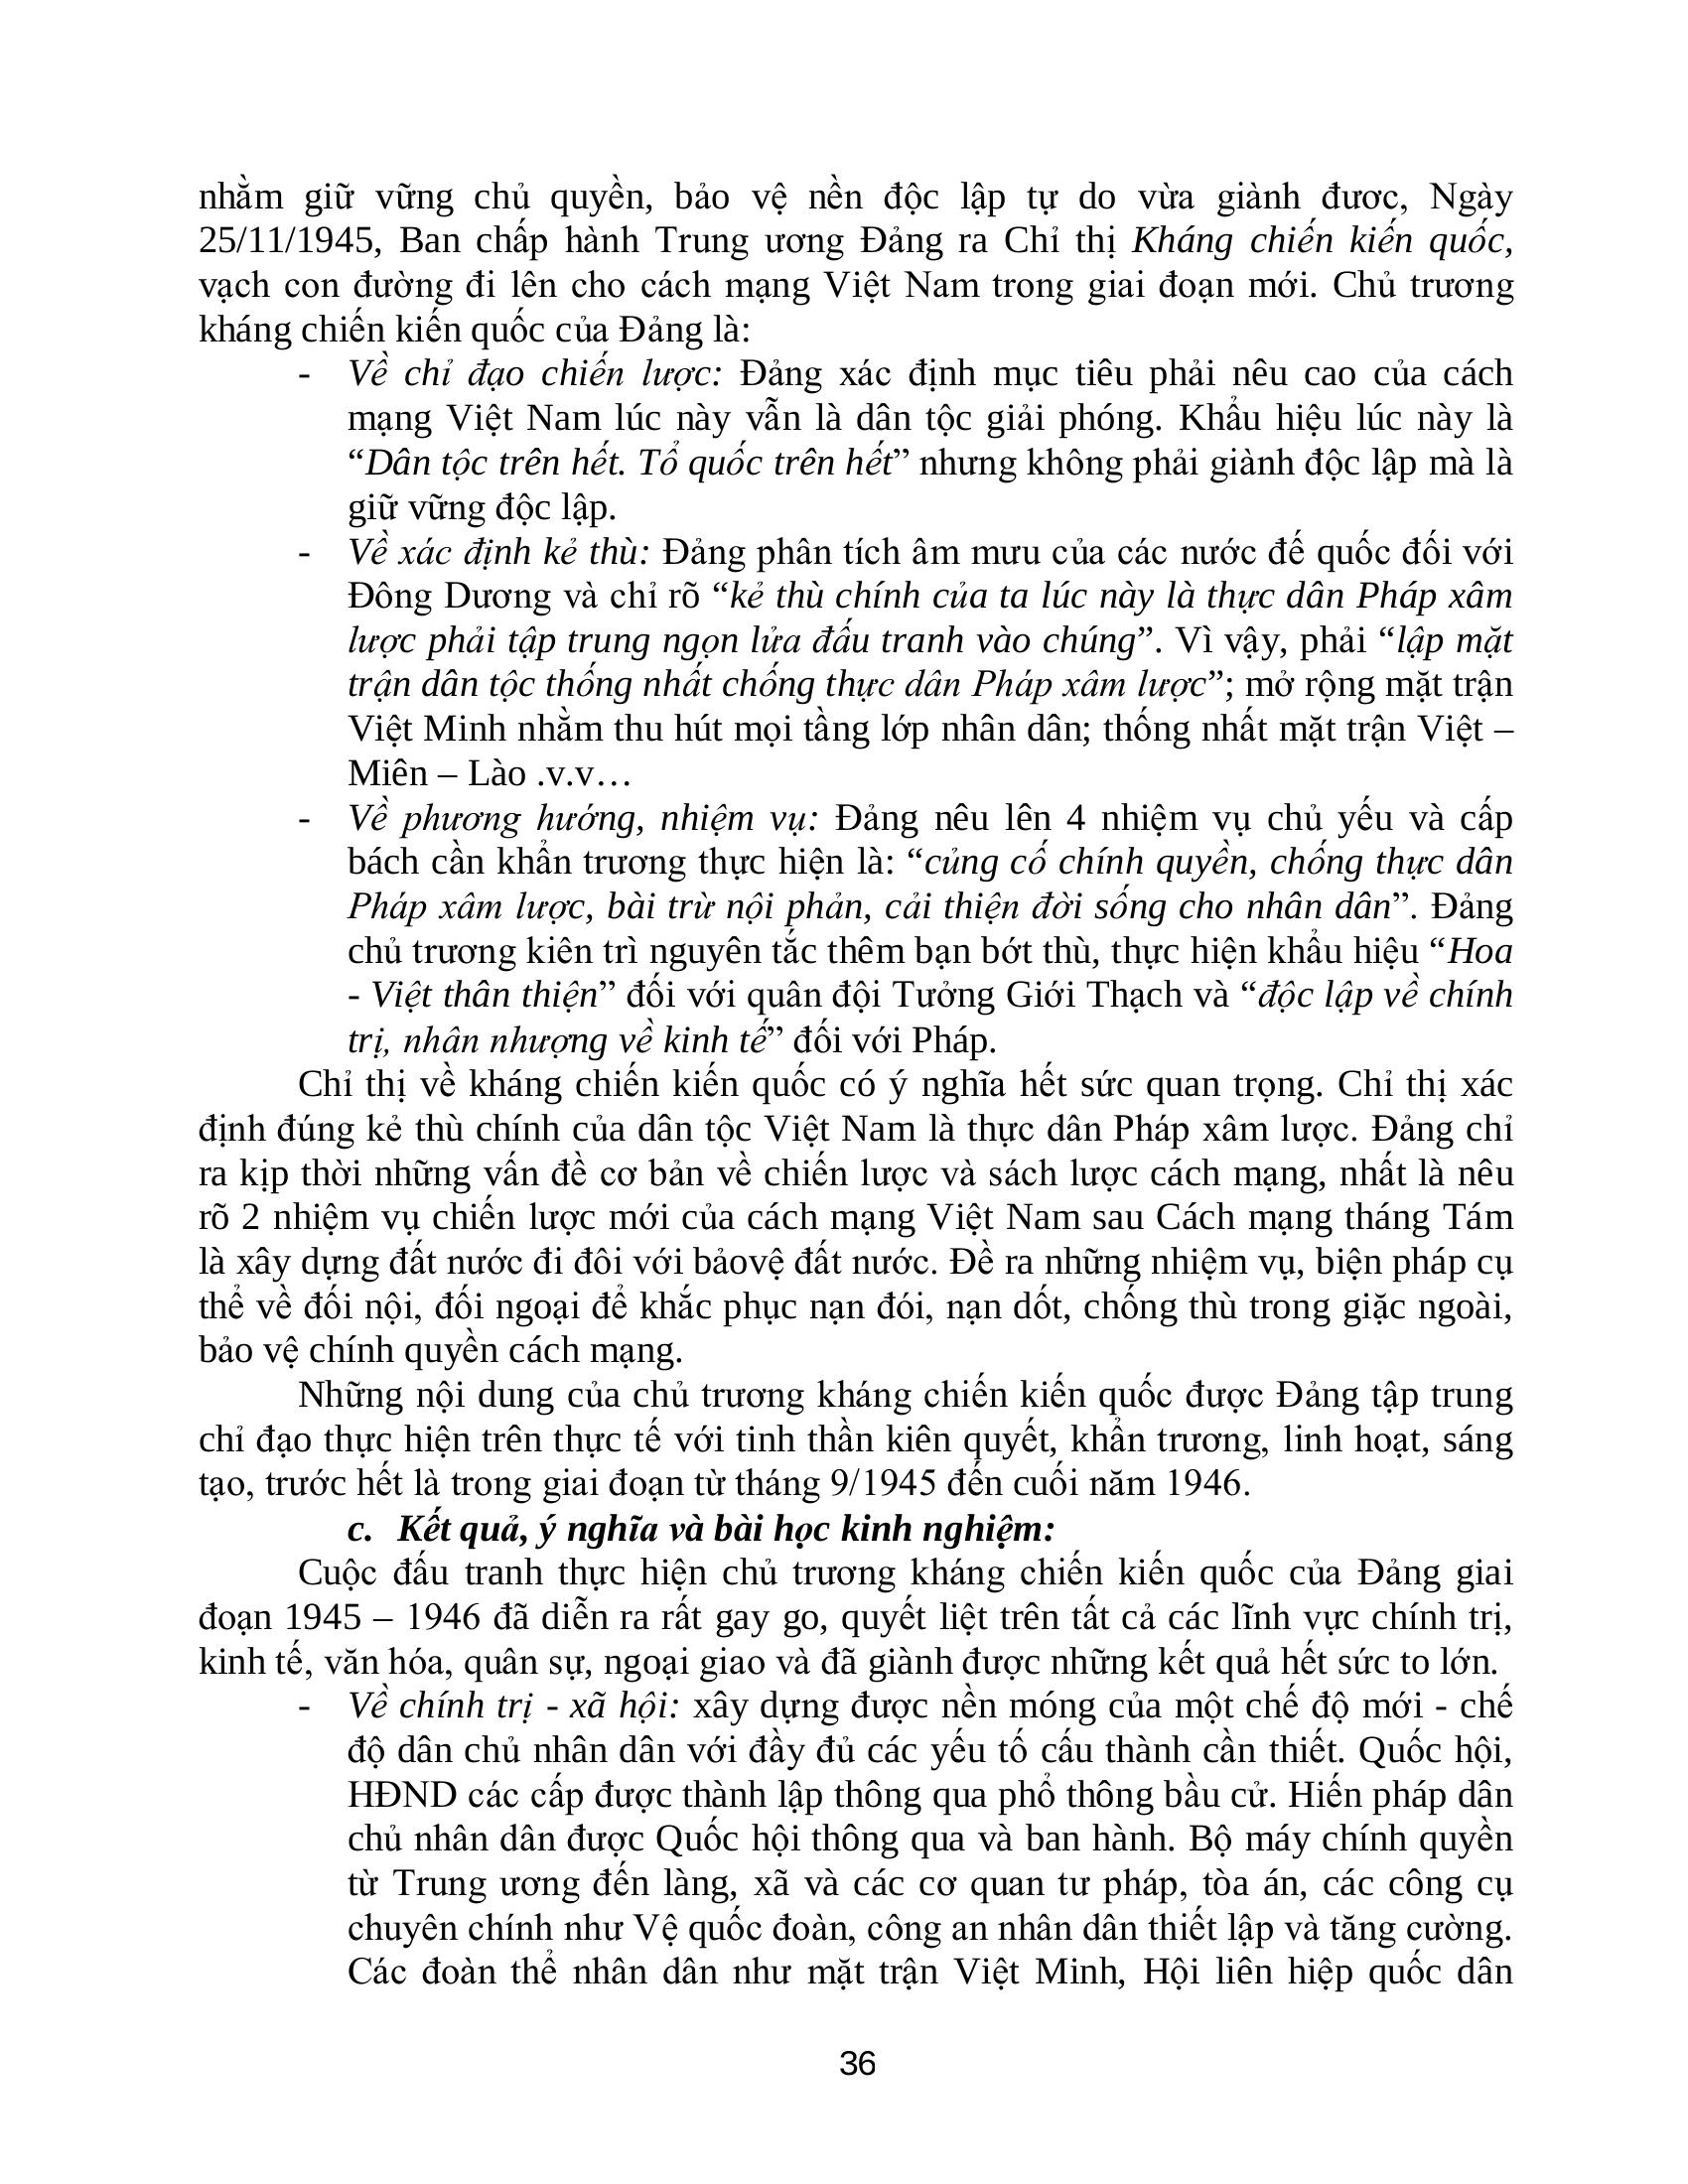 nhằm giữ vững chủ quyền, bảo vệ nền độc lập tự do vừa giành đươc, Ngày
25/11/1945, Ban chấp hành Trung ương Đảng ra Chỉ thị Kháng chiến kiến quốc,
vạch con đường đi lên cho cách mạng Việt Nam trong giai đoạn mới. Chủ trương
kháng chiến kiến quốc của Đảng là:
- Về chỉ đạo chiến lược: Đảng xác định mục tiêu phải nêu cao của cách
mạng Việt Nam lúc này vẫn là dân tộc giải phóng. Khẩu hiệu lúc này là
“Dân tộc trên hết. Tổ quốc trên hết” nhưng không phải giành độc lập mà là
giữ vững độc lập.
- Về xác định kẻ thù: Đảng phân tích âm mưu của các nước đế quốc đối với
Đông Dương và chỉ rõ “kẻ thù chính của ta lúc này là thực dân Pháp xâm
lược phải tập trung ngọn lửa đấu tranh vào chúng”. Vì vậy, phải “lập mặt
trận dân tộc thống nhất chống thực dân Pháp xâm lược”; mở rộng mặt trận
Việt Minh nhằm thu hút mọi tầng lớp nhân dân; thống nhất mặt trận Việt –
Miên – Lào .v.v…
- Về phương hướng, nhiệm vụ: Đảng nêu lên 4 nhiệm vụ chủ yếu và cấp
bách cần khẩn trương thực hiện là: “củng cố chính quyền, chống thực dân
Pháp xâm lược, bài trừ nội phản, cải thiện đời sống cho nhân dân”. Đảng
chủ trương kiên trì nguyên tắc thêm bạn bớt thù, thực hiện khẩu hiệu “Hoa
- Việt thân thiện” đối với quân đội Tưởng Giới Thạch và “độc lập về chính
trị, nhân nhượng về kinh tế” đối với Pháp.
Chỉ thị về kháng chiến kiến quốc có ý nghĩa hết sức quan trọng. Chỉ thị xác
định đúng kẻ thù chính của dân tộc Việt Nam là thực dân Pháp xâm lược. Đảng chỉ
ra kịp thời những vấn đề cơ bản về chiến lược và sách lược cách mạng, nhất là nêu
rõ 2 nhiệm vụ chiến lược mới của cách mạng Việt Nam sau Cách mạng tháng Tám
là xây dựng đất nước đi đôi với bảovệ đất nước. Đề ra những nhiệm vụ, biện pháp cụ
thể về đối nội, đối ngoại để khắc phục nạn đói, nạn dốt, chống thù trong giặc ngoài,
bảo vệ chính quyền cách mạng.
Những nội dung của chủ trương kháng chiến kiến quốc được Đảng tập trung
chỉ đạo thực hiện trên thực tế với tinh thần kiên quyết, khẩn trương, linh hoạt, sáng
tạo, trước hết là trong giai đoạn từ tháng 9/1945 đến cuối năm 1946.
c. Kết quả, ý nghĩa và bài học kinh nghiệm:
Cuộc đấu tranh thực hiện chủ trương kháng chiến kiến quốc của Đảng giai
đoạn 1945 – 1946 đã diễn ra rất gay go, quyết liệt trên tất cả các lĩnh vực chính trị,
kinh tế, văn hóa, quân sự, ngoại giao và đã giành được những kết quả hết sức to lớn.
- Về chính trị - xã hội: xây dựng được nền móng của một chế độ mới - chế
độ dân chủ nhân dân với đầy đủ các yếu tố cấu thành cần thiết. Quốc hội,
HĐND các cấp được thành lập thông qua phổ thông bầu cử. Hiến pháp dân
chủ nhân dân được Quốc hội thông qua và ban hành. Bộ máy chính quyền
từ Trung ương đến làng, xã và các cơ quan tư pháp, tòa án, các công cụ
chuyên chính như Vệ quốc đoàn, công an nhân dân thiết lập và tăng cường.
Các đoàn thể nhân dân như mặt trận Việt Minh, Hội liên hiệp quốc dân
36